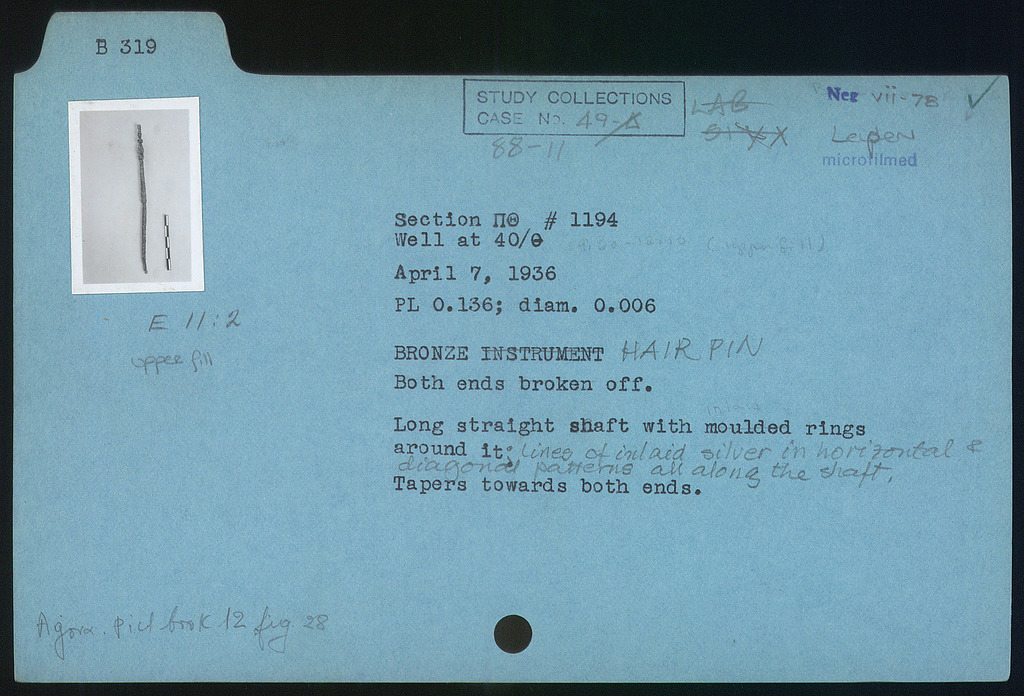 B 319
STUDY COLLECTIONS
CASE No. 49-A
88-11
LAB
Neg vii-78
microfilmed
Section ΠΘ # 1194
Well at 40/Θ (upper fill)
April 7, 1936
PL 0.136; diam. 0.006
E 11:2
upper fill
BRONZE INSTRUMENT HAIR PIN
Both ends broken off.
Long straight shaft with moulded rings
around it; lines of inlaid silver in horizontal &
diagonal patterns all along the shaft.
Tapers towards both ends.
Agora. pict book 12 fig 28